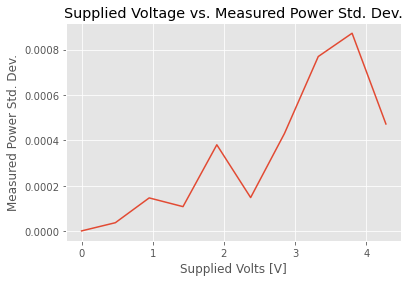 Supplied Voltage vs. Measured Power Std. Dev.
Measured Power Std. Dev.
0.0008
0.0006
0.0004
0.0002
0.0000
0 1 2 3 4
Supplied Volts [V]